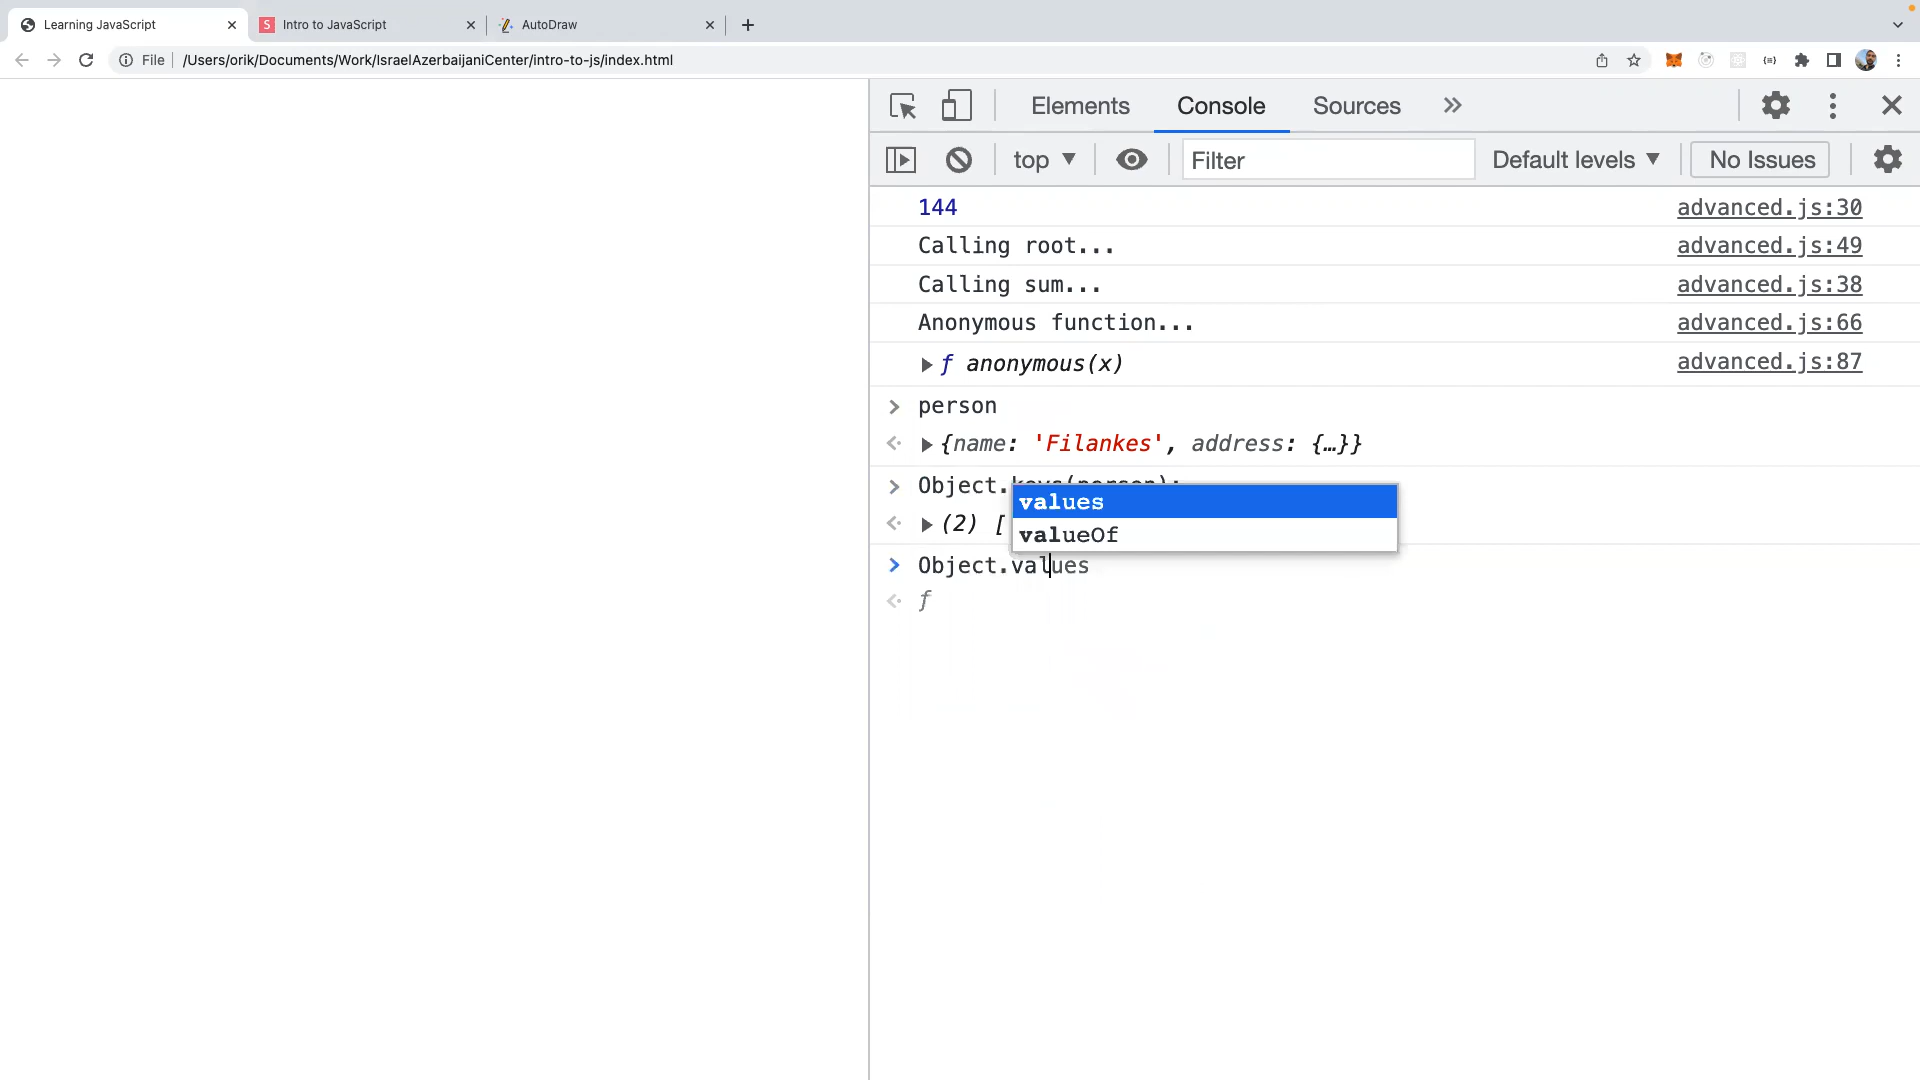 Learning JavaScript
S Intro to JavaScript
AutoDraw
File /Users/orik/Documents/Work/IsraelAzerbaijaniCenter/intro-to-js/index.html
Elements Console Sources
top Filter Default levels No Issues
144 advanced.js:30
Calling root... advanced.js:49
Calling sum... advanced.js:38
Anonymous function... advanced.js:66
ƒ anonymous(x) advanced.js:87
person
{name: 'Filankes', address: {…}}
Object.keys(person);
(2) [
values
valueOf
Object.values
ƒ